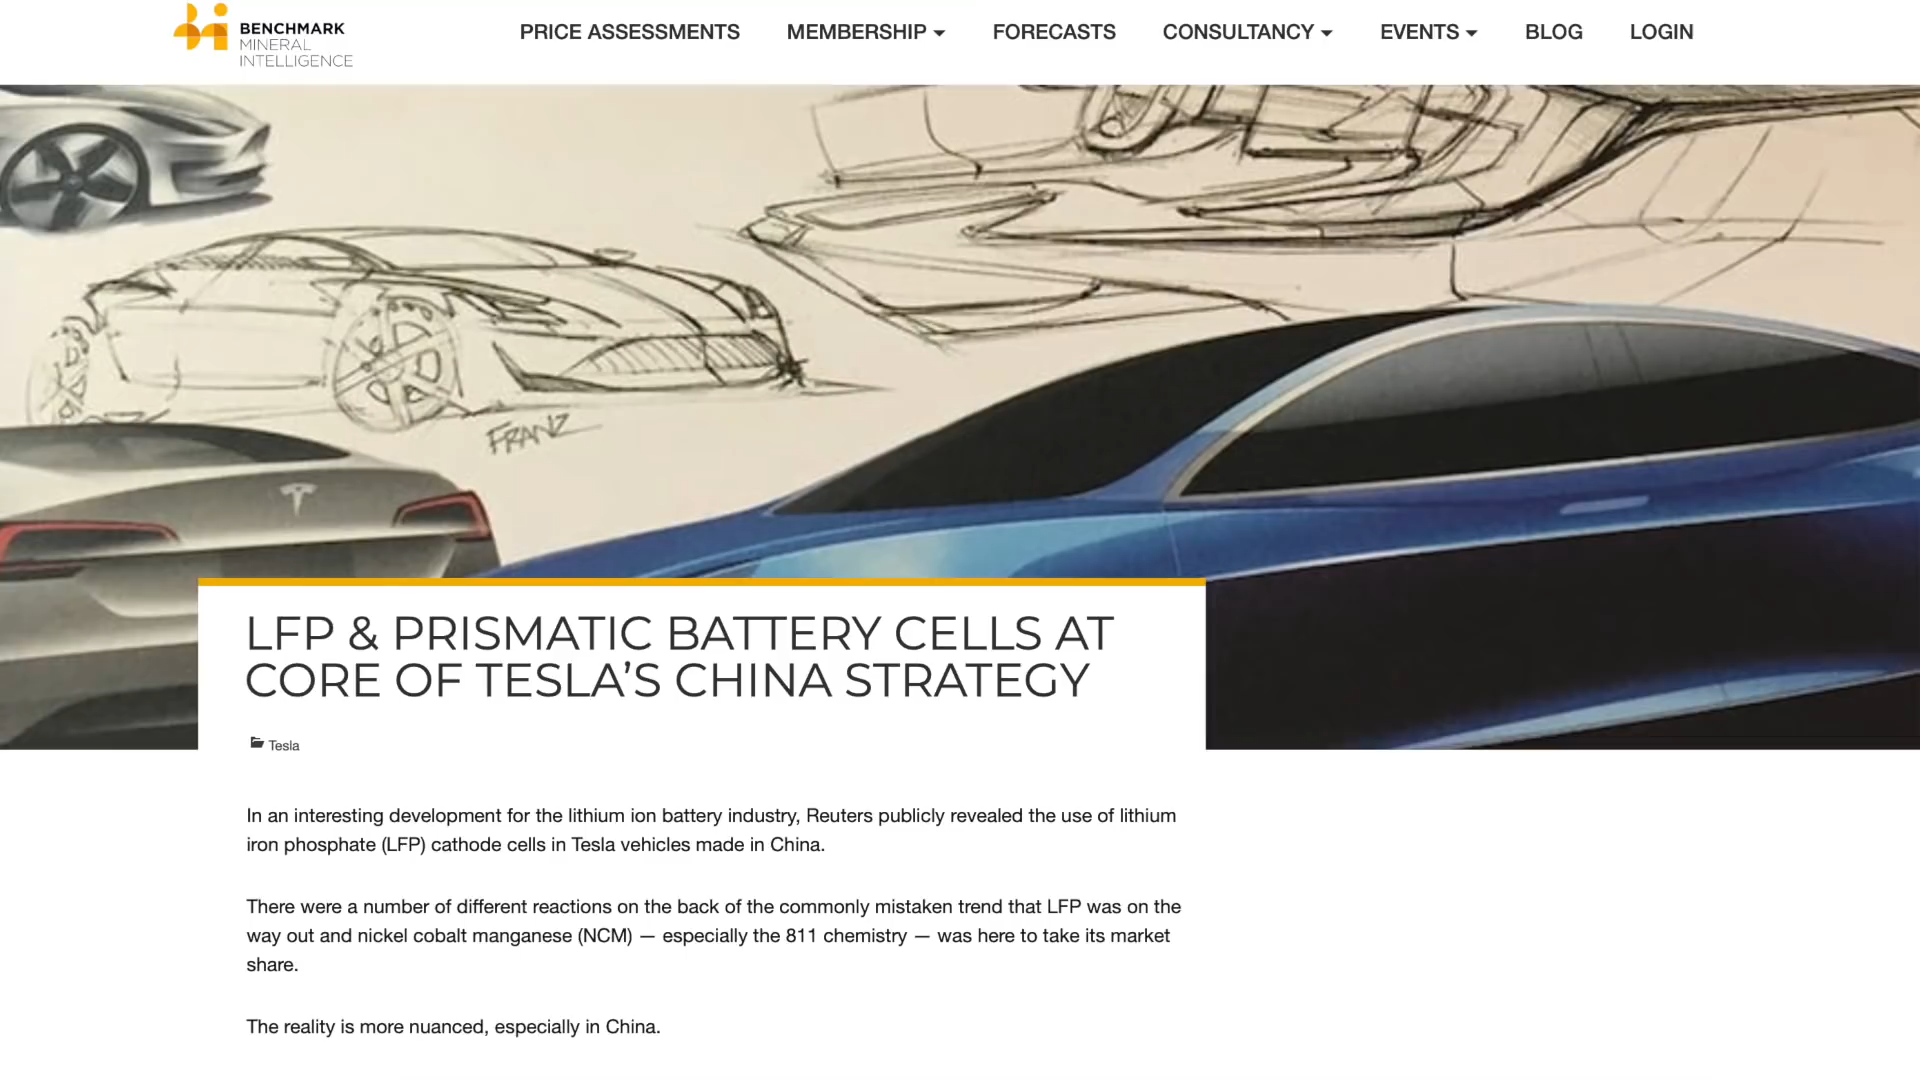 BENCHMARK
MINERAL
INTELLIGENCE
PRICE ASSESSMENTS
MEMBERSHIP
FORECASTS
CONSULTANCY
EVENTS
BLOG
LOGIN
FRANZ
LFP & PRISMATIC BATTERY CELLS AT
CORE OF TESLA’S CHINA STRATEGY
Tesla
In an interesting development for the lithium ion battery industry, Reuters publicly revealed the use of lithium
iron phosphate (LFP) cathode cells in Tesla vehicles made in China.
There were a number of different reactions on the back of the commonly mistaken trend that LFP was on the
way out and nickel cobalt manganese (NCM) — especially the 811 chemistry — was here to take its market
share.
The reality is more nuanced, especially in China.